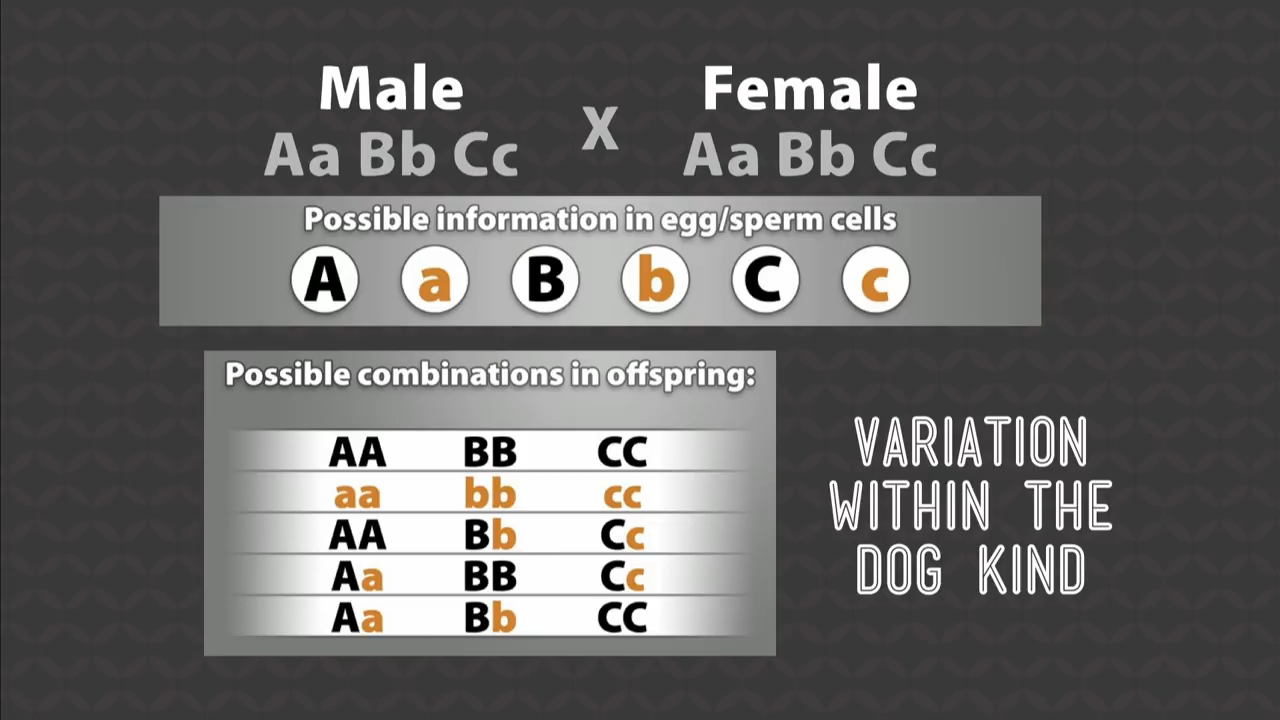 Male
Aa Bb Cc
X
Female
Aa Bb Cc
Possible information in egg/sperm cells
A a B b C c
Possible combinations in offspring:
AA BB CC
aa bb cc
AA Bb Cc
Aa BB Cc
Aa Bb CC
VARIATION
WITHIN THE
DOG KIND